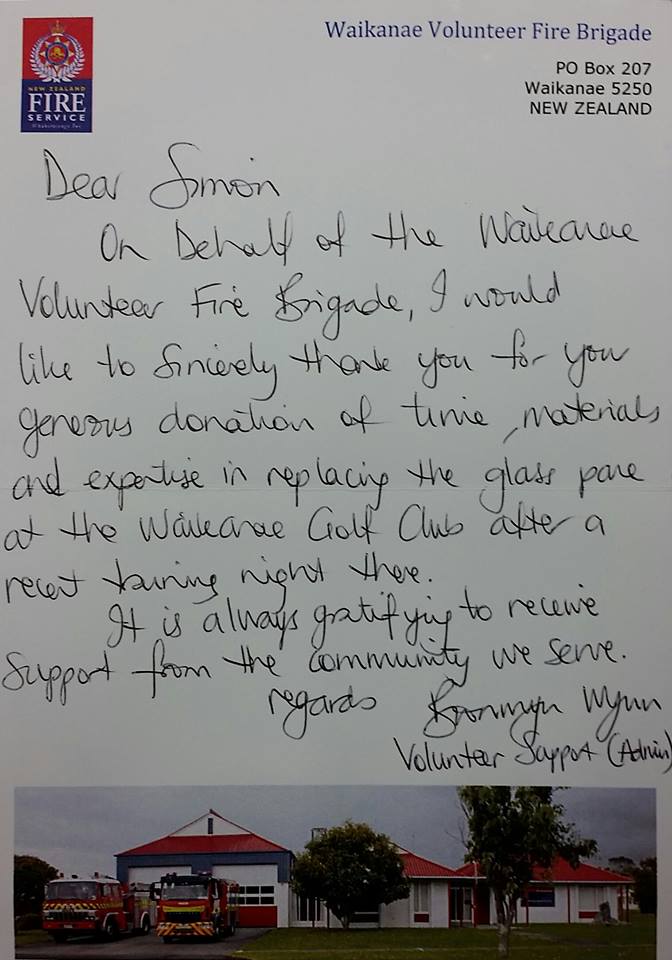 Waikanae Volunteer Fire Brigade
PO Box 207
Waikanae 5250
NEW ZEALAND
NEW ZEALAND
FIRE
SERVICE
Whakaratonga Iwi
Dear Simon
On Behalf of the Waikanae
Volunteer Fire Brigade, I would
like to sincerely thank you for you
generous donation of time, materials
and expertise in replacing the glass pane
at the Waikanae Golf Club after a
recent training night there.
It is always gratifying to receive
support from the community we serve.
regards Bronwyn Wynn
Volunteer Support (Admin)